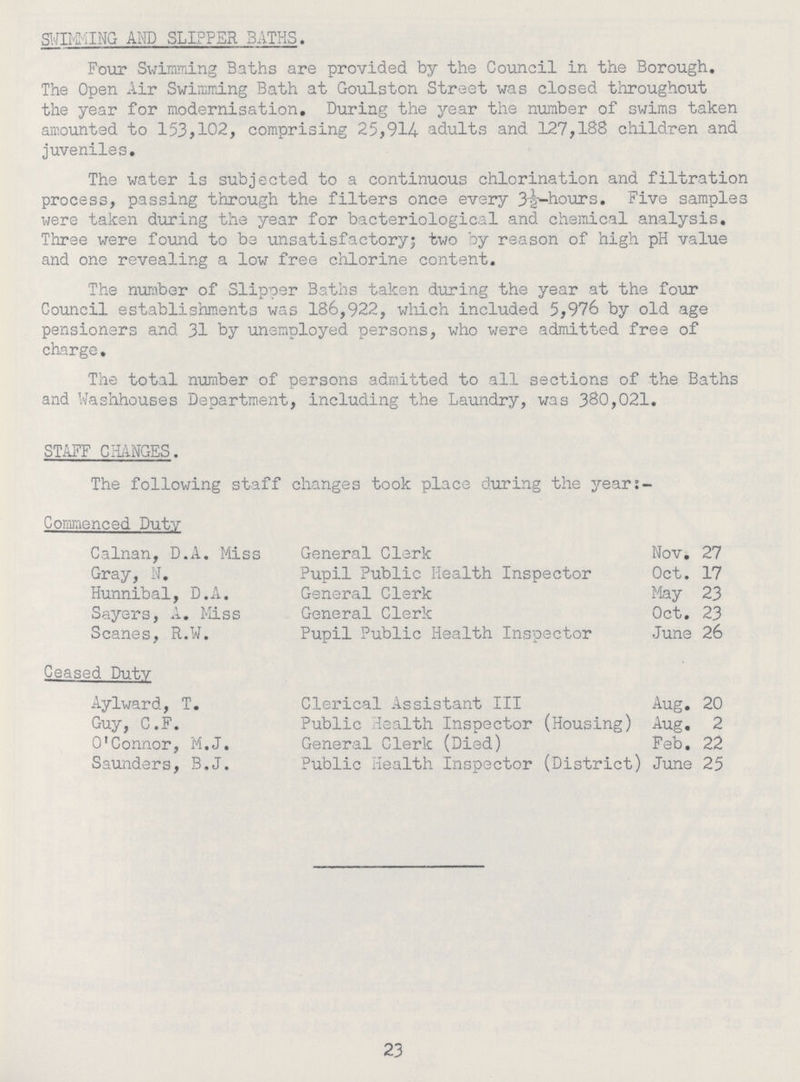 SWIMMING AND SLIPPER BATHS.
Four Swimming Baths are provided by the Council in the Borough.
The Open Air Swimming Bath at Goulston Street was closed throughout
the year for modernisation. During the year the number of swims taken
amounted to 153,102, comprising 25,914 adults and 127,188 children and
juveniles.
The water is subjected to a continuous chlorination and filtration
process, passing through the filters once every 3½-hours. Five samples
were taken during the year for bacteriological and chemical analysis.
Three were found to be unsatisfactory; two by reason of high pH value
and one revealing a low free chlorine content.
The number of Slipper Baths taken during the year at the four
Council establishments was 186,922, which included 5,976 by old age
pensioners and 31 by unemployed persons, who were admitted free of
charge.
The total number of persons admitted to all sections of the Baths
and Washhouses Department, including the Laundry, was 380,021.
STAFF CHANGES.
The following staff changes took place during the year:-
Commenced Duty
Calnan, D.A. Miss General Clerk Nov. 27
Gray, N. Pupil Public Health Inspector Oct. 17
Hunnibal, D.A. General Clerk May 23
Sayers, A. Miss General Clerk Oct. 23
Scanes, R.W. Pupil Public Health Inspector June 26
Ceased Duty
Aylward, T. Clerical Assistant III Aug. 20
Guy, C.F. Public Health Inspector (Housing) Aug. 2
O'Connor, M.J. General Clerk (Died) Feb. 22
Saunders, B.J. Public Health Inspector (District) June 25
23